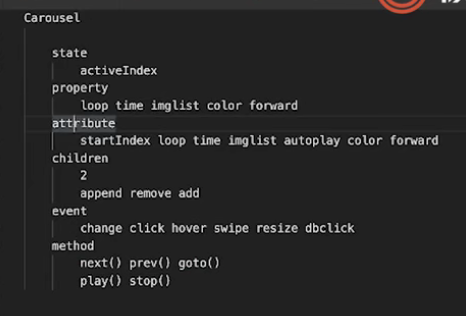 Carousel
state
activeIndex
property
loop time imglist color forward
attribute
startIndex loop time imglist autoplay color forward
children
2
append remove add
event
change click hover swipe resize dbclick
method
next() prev() goto()
play() stop()